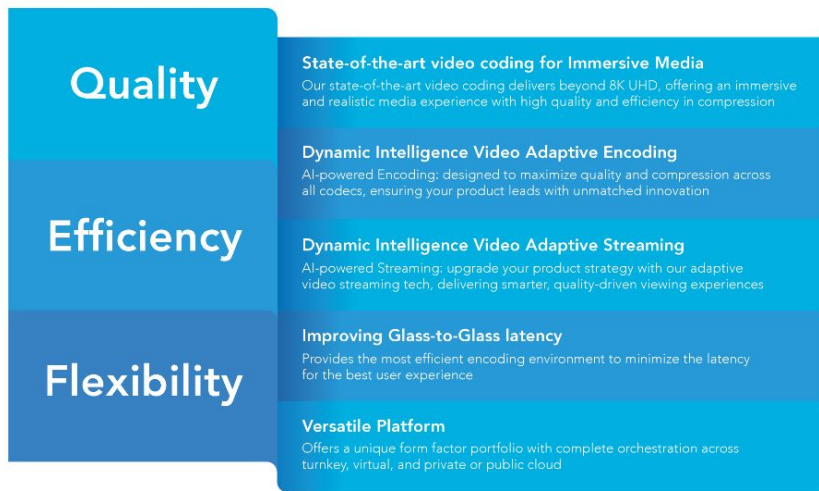 Quality
Efficiency
Flexibility
State-of-the-art video coding for Immersive Media
Our state-of-the-art video coding delivers beyond 8K UHD, offering an immersive
and realistic media experience with high quality and efficiency in compression
Dynamic Intelligence Video Adaptive Encoding
AI-powered Encoding: designed to maximize quality and compression across
all codecs, ensuring your product leads with unmatched innovation
Dynamic Intelligence Video Adaptive Streaming
AI-powered Streaming: upgrade your product strategy with our adaptive
video streaming tech, delivering smarter, quality-driven viewing experiences
Improving Glass-to-Glass latency
Provides the most efficient encoding environment to minimize the latency
for the best user experience
Versatile Platform
Offers a unique form factor portfolio with complete orchestration across
turnkey, virtual, and private or public cloud